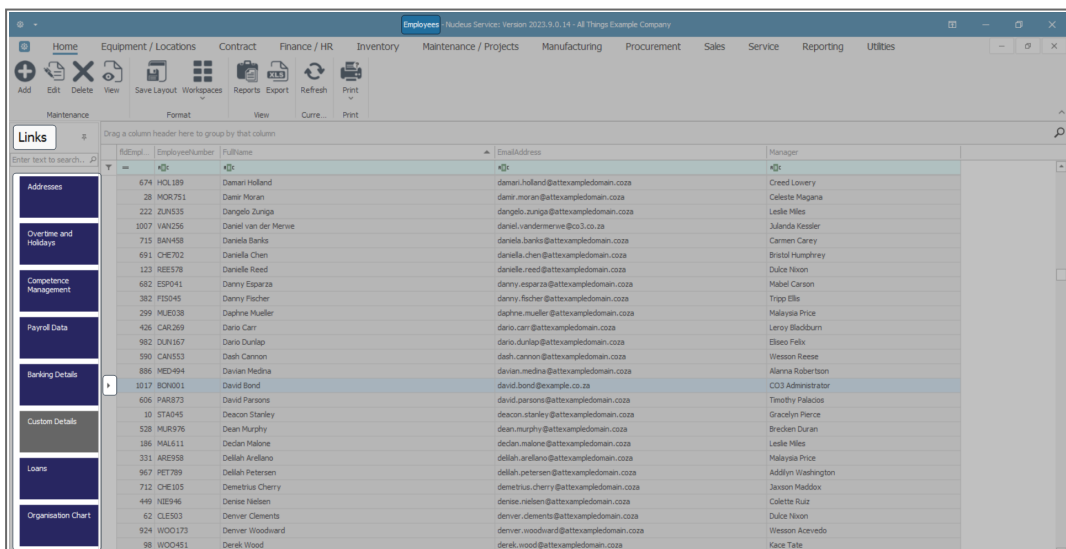 Employees - Nucleus Service: Version 2023.9.0.14 - All Things Example Company
Home Equipment / Locations Contract Finance / HR Inventory Maintenance / Projects Manufacturing Procurement Sales Service Reporting Utilities
Add Edit Delete View Save Layout Workspaces Reports Export Refresh Print
XLS
Maintenance Format View Curre... Print
Links
Drag a column header here to group by that column
Enter text to search...
rldEmpl... EmployeeNumber FullName EmailAddress Manager
674 HOL189 Damari Holland damari.holland@attexampledomain.coza Creed Lowery
28 MOR751 Damir Moran damir.moran@attexampledomain.coza Celeste Magana
222 ZUN535 Dangelo Zuniga dangelo.zuniga@attexampledomain.coza Leslie Miles
1007 VAN256 Daniel van der Merwe daniel.vandermerwe@co3.co.za Julanda Kessler
715 BAN458 Daniela Banks daniela.banks@attexampledomain.coza Carmen Carey
691 CHE702 Daniella Chen daniella.chen@attexampledomain.coza Bristol Humphrey
123 REE578 Danielle Reed danielle.reed@attexampledomain.coza Dulce Nixon
682 ESP041 Danny Esparza danny.esparza@attexampledomain.coza Mabel Carson
382 FIS045 Danny Fischer danny.fischer@attexampledomain.coza Tripp Ellis
299 MUE038 Daphne Mueller daphne.mueller@attexampledomain.coza Malaysia Price
426 CAR269 Dario Carr dario.carr@attexampledomain.coza Leroy Blackburn
982 DUN167 Dario Dunlap dario.dunlap@attexampledomain.coza Eliseo Felix
590 CAN553 Dash Cannon dash.cannon@attexampledomain.coza Wesson Reese
886 MED494 Davian Medina davian.medina@attexampledomain.coza Alanna Robertson
1017 BON001 David Bond david.bond@example.co.za CO3 Administrator
606 PAR873 David Parsons david.parsons@attexampledomain.coza Timothy Palacios
10 STA045 Deacon Stanley deacon.stanley@attexampledomain.coza Gracelyn Pierce
528 MUR976 Dean Murphy dean.murphy@attexampledomain.coza Brecken Duran
186 MAL611 Declan Malone declan.malone@attexampledomain.coza Leslie Miles
331 ARE958 Delilah Arellano delilah.arellano@attexampledomain.coza Malaysia Price
967 PET789 Delilah Petersen delilah.petersen@attexampledomain.coza Addilyn Washington
712 CHE105 Demetrius Cherry demetrius.cherry@attexampledomain.coza Jaxson Maddox
449 NIE946 Denise Nielsen denise.nielsen@attexampledomain.coza Colette Ruiz
62 CLE503 Denver Clements denver.clements@attexampledomain.coza Dulce Nixon
924 WOO173 Denver Woodward denver.woodward@attexampledomain.coza Wesson Acevedo
98 WOO451 Derek Wood derek.wood@attexampledomain.coza Kace Tate
Addresses
Overtime and
Holidays
Competence
Management
Payroll Data
Banking Details
Custom Details
Loans
Organisation Chart